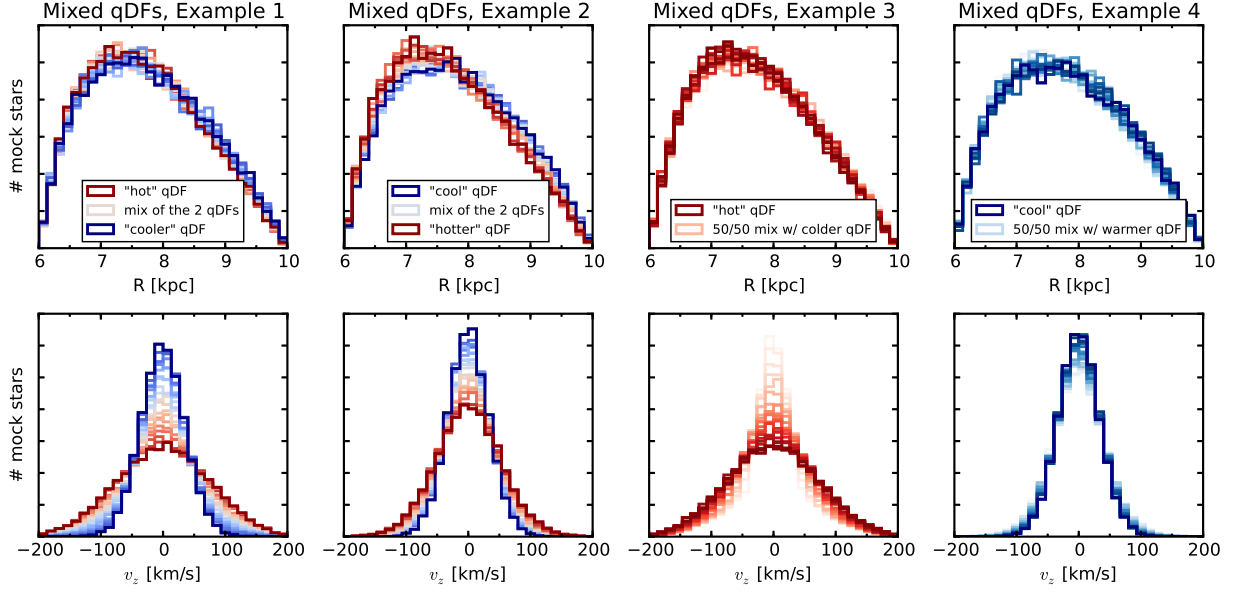 Mixed qDFs, Example 1
Mixed qDFs, Example 2
Mixed qDFs, Example 3
Mixed qDFs, Example 4
# mock stars
"hot" qDF
mix of the 2 qDFs
"cooler" qDF
"cool" qDF
mix of the 2 qDFs
"hotter" qDF
"hot" qDF
50/50 mix w/ colder qDF
"cool" qDF
50/50 mix w/ warmer qDF
6 7 8 9 10
6 7 8 9 10
6 7 8 9 10
6 7 8 9 10
R [kpc]
R [kpc]
R [kpc]
R [kpc]
# mock stars
−200 −100 0 100 200
−200 −100 0 100 200
−200 −100 0 100 200
−200 −100 0 100 200
v_z [km/s]
v_z [km/s]
v_z [km/s]
v_z [km/s]